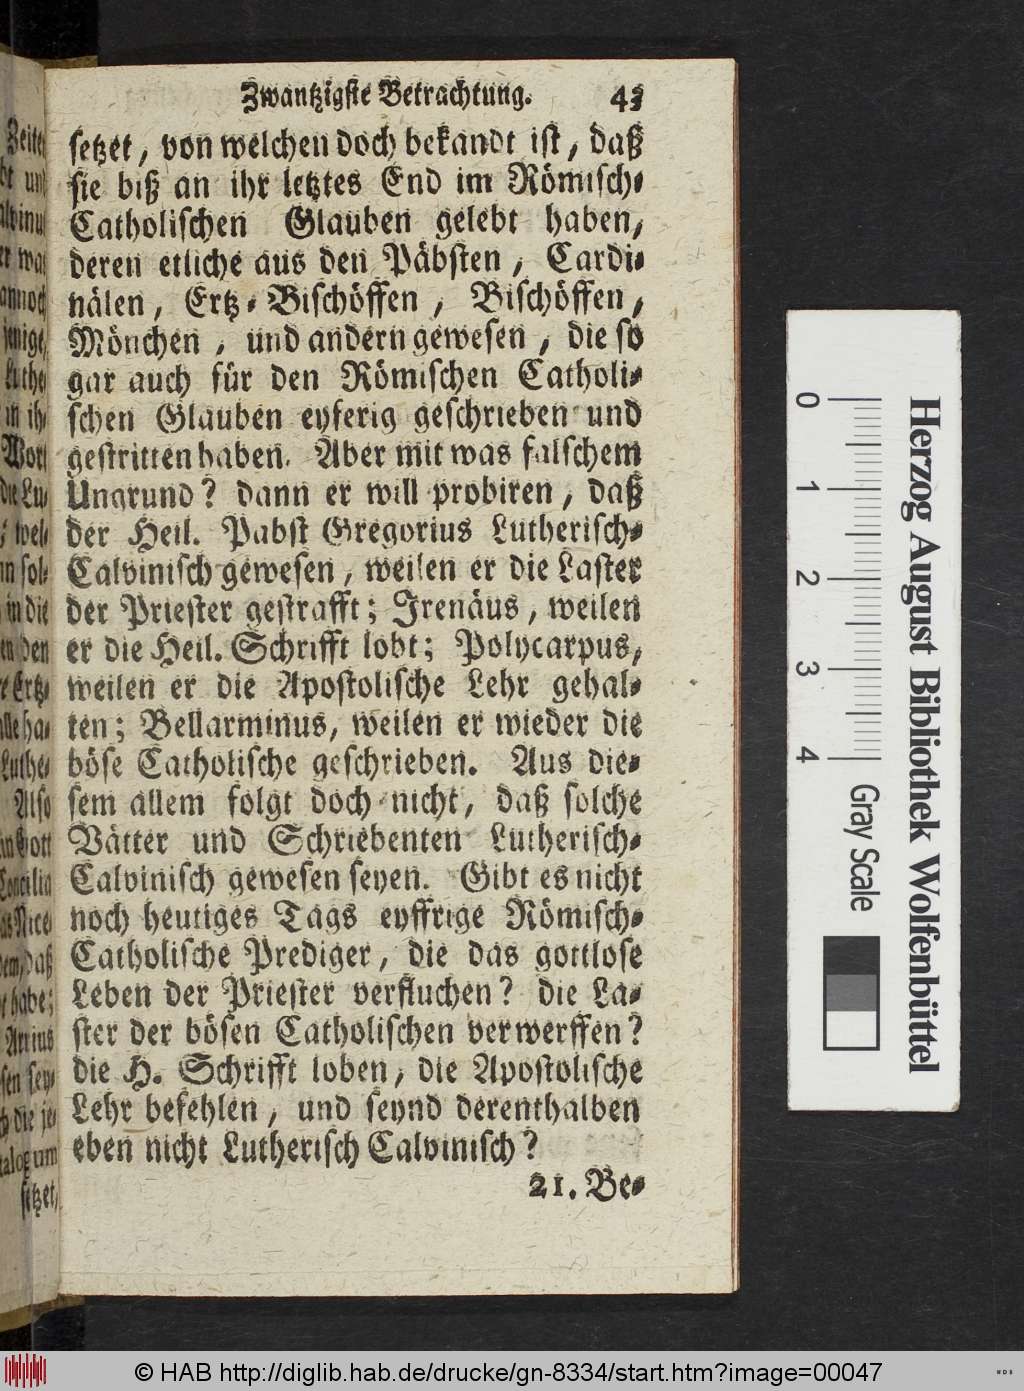 Zwantzigste Betrachtung. 43
setzet, von welchen doch bekandt ist, daß
sie biß an ihr letztes End im Römisch-
Catholischen Glauben gelebt haben,
deren etliche aus den Päbsten, Cardi-
nälen, Ertz-Bischöffen, Bischöffen,
Mönchen, und andern gewesen, die so
gar auch für den Römischen Catholi-
schen Glauben eyferig geschrieben und
gestritten haben. Aber mit was falschem
Ungrund? dann er will probiren, daß
der Heil. Pabst Gregorius Lutherisch-
Calvinisch gewesen, weilen er die Laster
der Priester gestrafft; Irenäus, weilen
er die Heil. Schrifft lobt; Polycarpus,
weilen er die Apostolische Lehr gehal-
ten; Bellarminus, weilen er wieder die
böse Catholische geschrieben. Aus die-
sem allem folgt doch nicht, daß solche
Vätter und Schriebenten Lutherisch-
Calvinisch gewesen seyen. Gibt es nicht
noch heutiges Tags eyffrige Römisch-
Catholische Prediger, die das gottlose
Leben der Priester verfluchen? die La-
ster der bösen Catholischen verwerffen?
die H. Schrifft loben, die Apostolische
Lehr befehlen, und seynd derenthalben
eben nicht Lutherisch Calvinisch?
21. Be-
0 1 2 3 4 Gray Scale
Herzog August Bibliothek Wolfenbüttel
© HAB http://diglib.hab.de/drucke/gn-8334/start.htm?image=00047